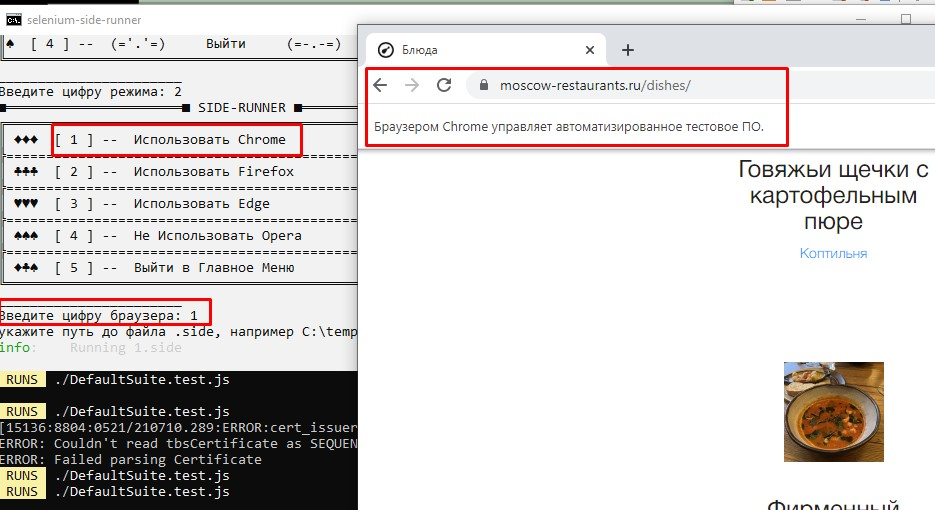 selenium-side-runner
♠ [ 4 ] -- (='.'=) Выйти (=-.-=)
Введите цифру режима: 2
SIDE-RUNNER
♦♦♦ [ 1 ] -- Использовать Chrome
♣♣♣ [ 2 ] -- Использовать Firefox
♥♥♥ [ 3 ] -- Использовать Edge
♠♠♠ [ 4 ] -- Не Использовать Opera
♦♣♠ [ 5 ] -- Выйти в Главное Меню
Введите цифру браузера: 1
укажите путь до файла .side, например C:\temp
info: Running 1.side
RUNS ./DefaultSuite.test.js
RUNS ./DefaultSuite.test.js
[15136:8804:0521/210710.289:ERROR:cert_issuer
ERROR: Couldn't read tbsCertificate as SEQUEN
ERROR: Failed parsing Certificate
RUNS ./DefaultSuite.test.js
RUNS ./DefaultSuite.test.js
Блюда
moscow-restaurants.ru/dishes/
Браузером Chrome управляет автоматизированное тестовое ПО.
Говяжьи щечки с
картофельным
пюре
Коптильня
Фирменный